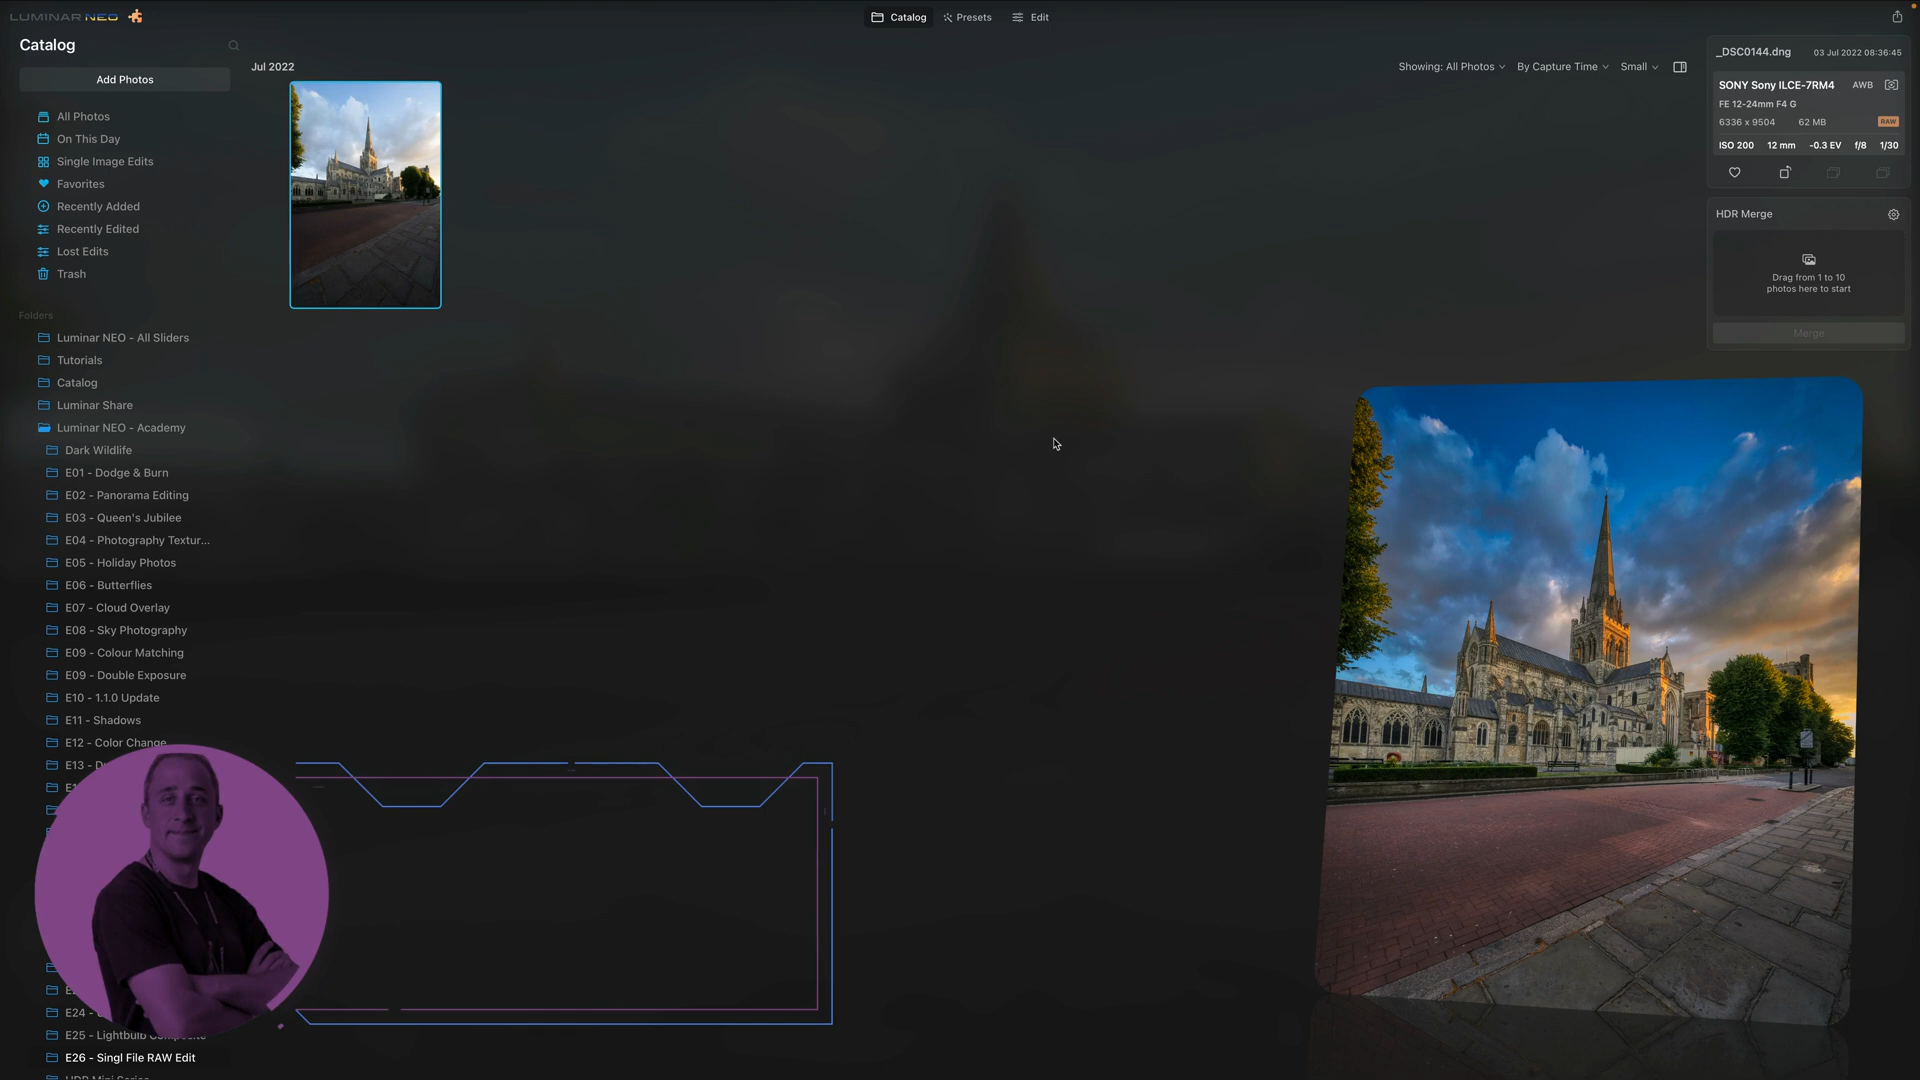 LUMINAR NEO
Catalog
Presets
Edit
Catalog
Add Photos
All Photos
On This Day
Single Image Edits
Favorites
Recently Added
Recently Edited
Lost Edits
Trash
Folders
Luminar NEO - All Sliders
Tutorials
Catalog
Luminar Share
Luminar NEO - Academy
Dark Wildlife
E01 - Dodge & Burn
E02 - Panorama Editing
E03 - Queen's Jubilee
E04 - Photography Textur...
E05 - Holiday Photos
E06 - Butterflies
E07 - Cloud Overlay
E08 - Sky Photography
E09 - Colour Matching
E09 - Double Exposure
E10 - 1.1.0 Update
E11 - Shadows
E12 - Color Change
E13 -
E24 -
E25 - Lightbulb Composite
E26 - Singl File RAW Edit
Jul 2022
Showing: All Photos
By Capture Time
Small
_DSC0144.dng
03 Jul 2022 08:36:45
SONY Sony ILCE-7RM4
AWB
FE 12-24mm F4 G
6336 x 9504
62 MB
RAW
ISO 200
12 mm
-0.3 EV
f/8
1/30
HDR Merge
Drag from 1 to 10
photos here to start
Merge